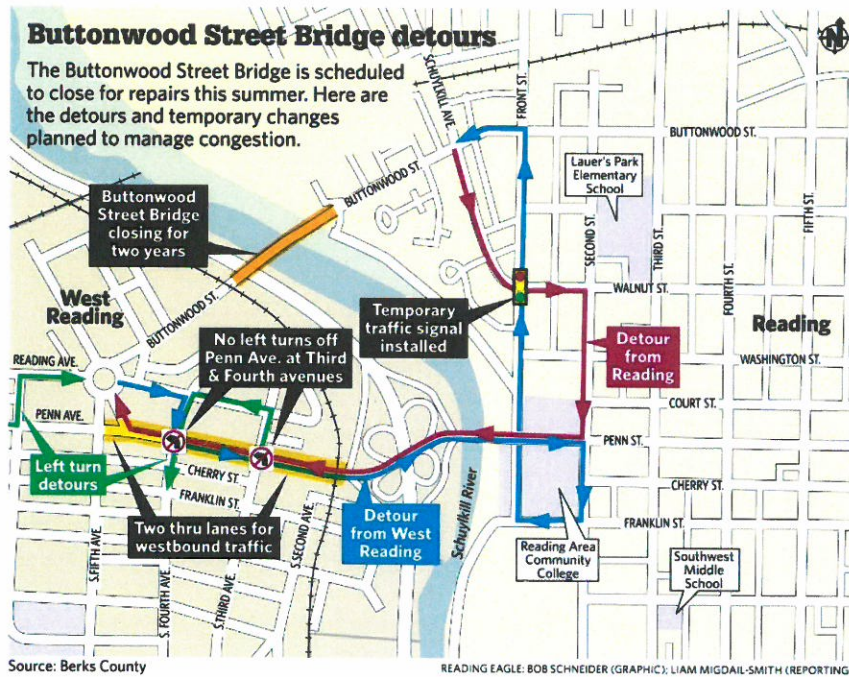 Buttonwood Street Bridge detours
The Buttonwood Street Bridge is scheduled
to close for repairs this summer. Here are
the detours and temporary changes
planned to manage congestion.
N
SCHUYLKILL AVE.
FRONT ST.
BUTTONWOOD ST.
Lauer's Park
Elementary
School
Buttonwood
Street Bridge
closing for
two years
BUTTONWOOD ST.
SECOND ST.
THIRD ST.
FOURTH ST.
FIFTH ST.
WALNUT ST.
West
Reading
BUTTONWOOD ST.
Temporary
traffic signal
installed
Reading
No left turns off
Penn Ave. at Third
& Fourth avenues
Detour
from
Reading
READING AVE.
WASHINGTON ST.
PENN AVE.
COURT ST.
PENN ST.
Left turn
detours
CHERRY ST.
FRANKLIN ST.
CHERRY ST.
Two thru lanes for
westbound traffic
Detour
from West
Reading
Schuylkill River
FRANKLIN ST.
Reading Area
Community
College
Southwest
Middle
School
S.FIFTH AVE.
S. FOURTH AVE.
S.THIRD AVE.
S.SECOND AVE.
Source: Berks County
READING EAGLE: BOB SCHNEIDER (GRAPHIC); LIAM MIGDAIL-SMITH (REPORTING